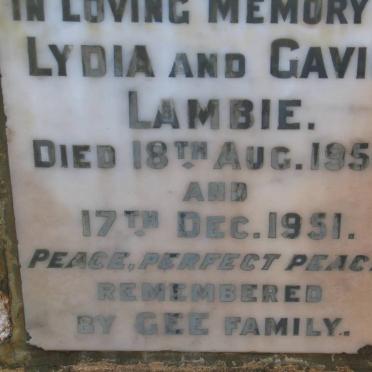 IN LOVING MEMORY
LYDIA AND GAVI
LAMBIE.
DIED 18TH AUG. 195
AND
17TH DEC. 1951.
PEACE, PERFECT PEAC
REMEMBERED
BY GEE FAMILY.